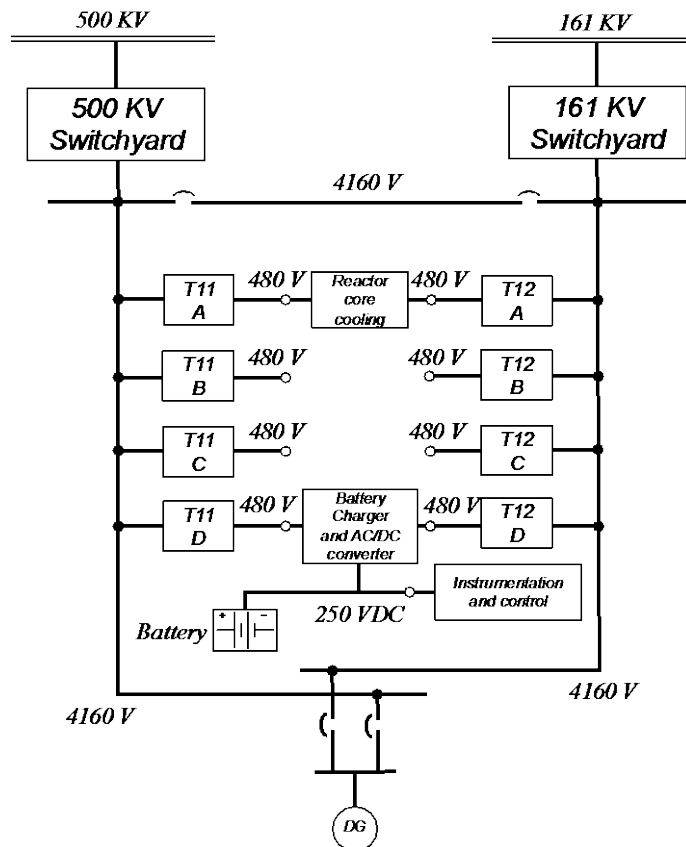 500 KV
161 KV
500 KV
Switchyard
161 KV
Switchyard
4160 V
T11
A
480 V
Reactor
core
cooling
480 V
T12
A
T11
B
480 V
480 V
T12
B
T11
C
480 V
480 V
T12
C
T11
D
480 V
Battery
Charger
and AC/DC
converter
480 V
T12
D
Instrumentation
and control
250 VDC
+ −
Battery
4160 V
4160 V
DG